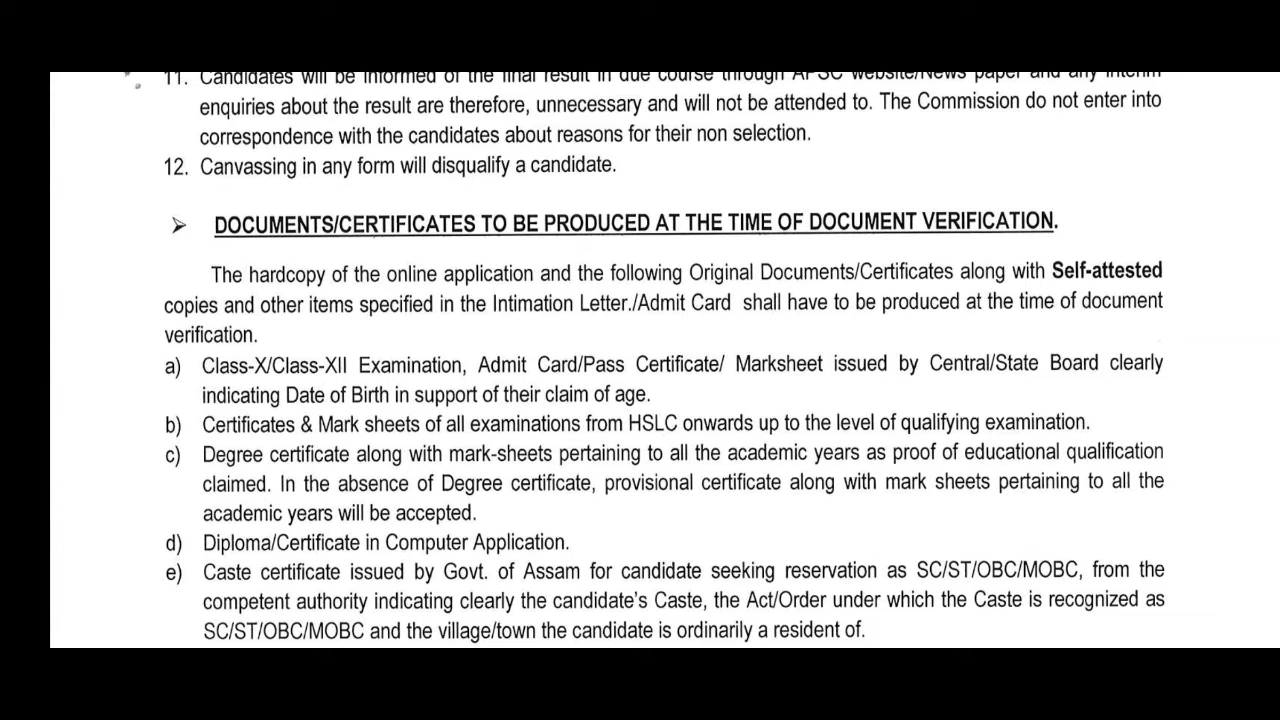 11. Candidates will be informed of the final result in due course through APSC website/News paper and any interim
enquiries about the result are therefore, unnecessary and will not be attended to. The Commission do not enter into
correspondence with the candidates about reasons for their non selection.
12. Canvassing in any form will disqualify a candidate.
➢ DOCUMENTS/CERTIFICATES TO BE PRODUCED AT THE TIME OF DOCUMENT VERIFICATION.
The hardcopy of the online application and the following Original Documents/Certificates along with Self-attested
copies and other items specified in the Intimation Letter./Admit Card shall have to be produced at the time of document
verification.
a) Class-X/Class-XII Examination, Admit Card/Pass Certificate/ Marksheet issued by Central/State Board clearly
indicating Date of Birth in support of their claim of age.
b) Certificates & Mark sheets of all examinations from HSLC onwards up to the level of qualifying examination.
c) Degree certificate along with mark-sheets pertaining to all the academic years as proof of educational qualification
claimed. In the absence of Degree certificate, provisional certificate along with mark sheets pertaining to all the
academic years will be accepted.
d) Diploma/Certificate in Computer Application.
e) Caste certificate issued by Govt. of Assam for candidate seeking reservation as SC/ST/OBC/MOBC, from the
competent authority indicating clearly the candidate's Caste, the Act/Order under which the Caste is recognized as
SC/ST/OBC/MOBC and the village/town the candidate is ordinarily a resident of.